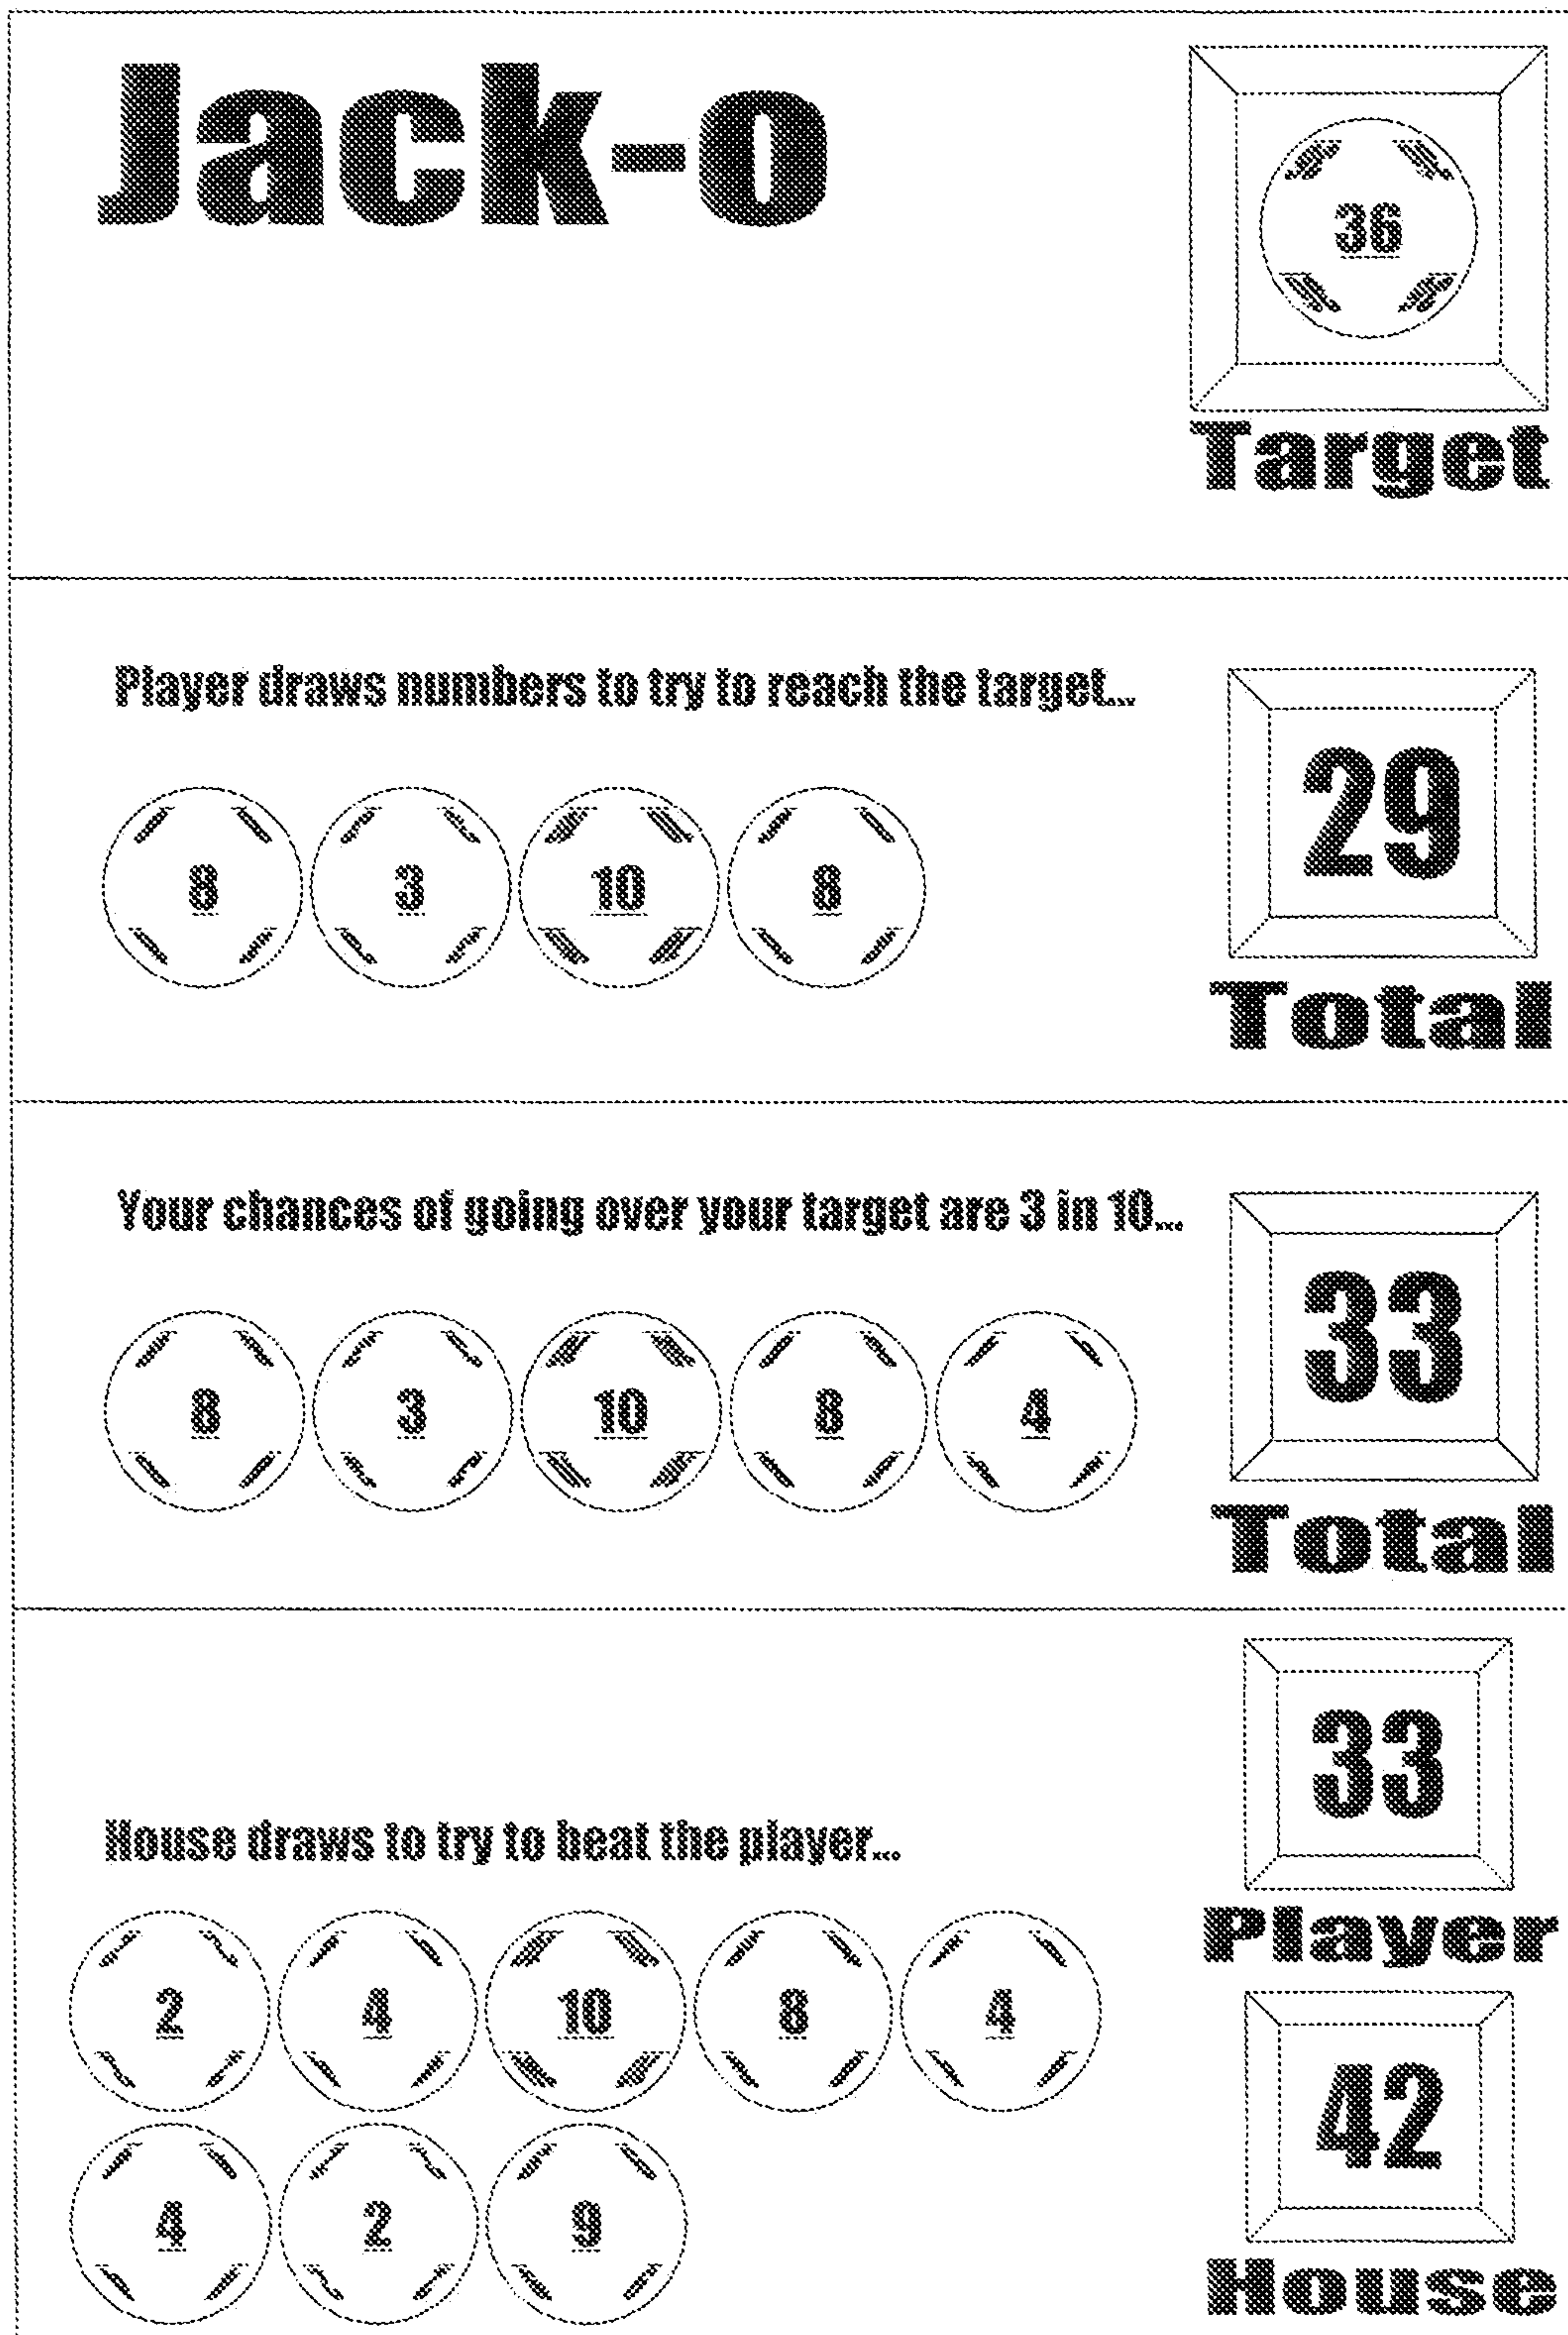 Jack-o
36
Target
Player draws numbers to try to reach the target...
8 3 10 8
29
Total
Your chances of going over your target are 3 in 10...
8 3 10 8 4
33
Total
33
Player
House draws to try to beat the player...
2 4 10 8 4
4 2 9
42
House